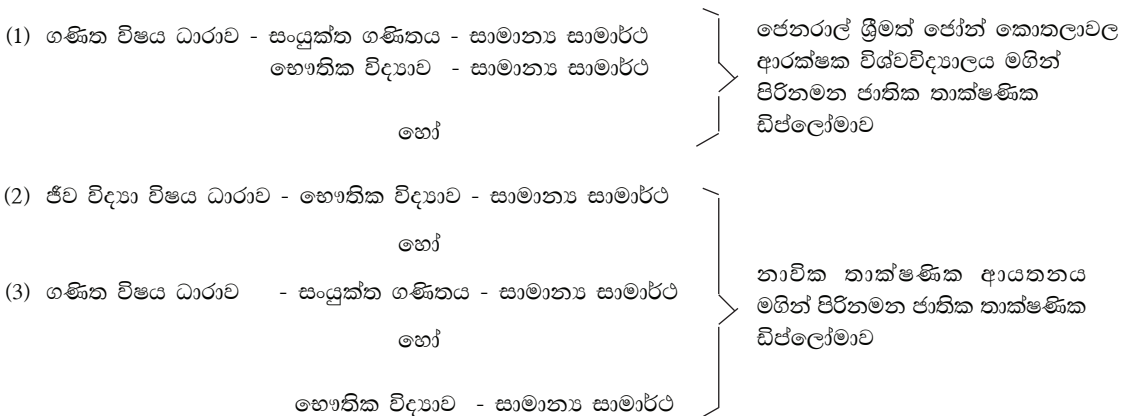 (1) ගණිත විෂය ධාරාව - සංයුක්ත ගණිතය - සාමාන්‍ය සාමාර්ථ
භෞතික විද්‍යාව - සාමාන්‍ය සාමාර්ථ
හෝ
ජෙනරාල් ශ්‍රීමත් ජෝන් කොතලාවල
ආරක්ෂක විශ්වවිද්‍යාලය මගින්
පිරිනමන ජාතික තාක්ෂණික
ඩිප්ලෝමාව
(2) ජීව විද්‍යා විෂය ධාරාව - භෞතික විද්‍යාව - සාමාන්‍ය සාමාර්ථ
හෝ
(3) ගණිත විෂය ධාරාව - සංයුක්ත ගණිතය - සාමාන්‍ය සාමාර්ථ
හෝ
භෞතික විද්‍යාව - සාමාන්‍ය සාමාර්ථ
නාවික තාක්ෂණික ආයතනය
මගින් පිරිනමන ජාතික තාක්ෂණික
ඩිප්ලෝමාව